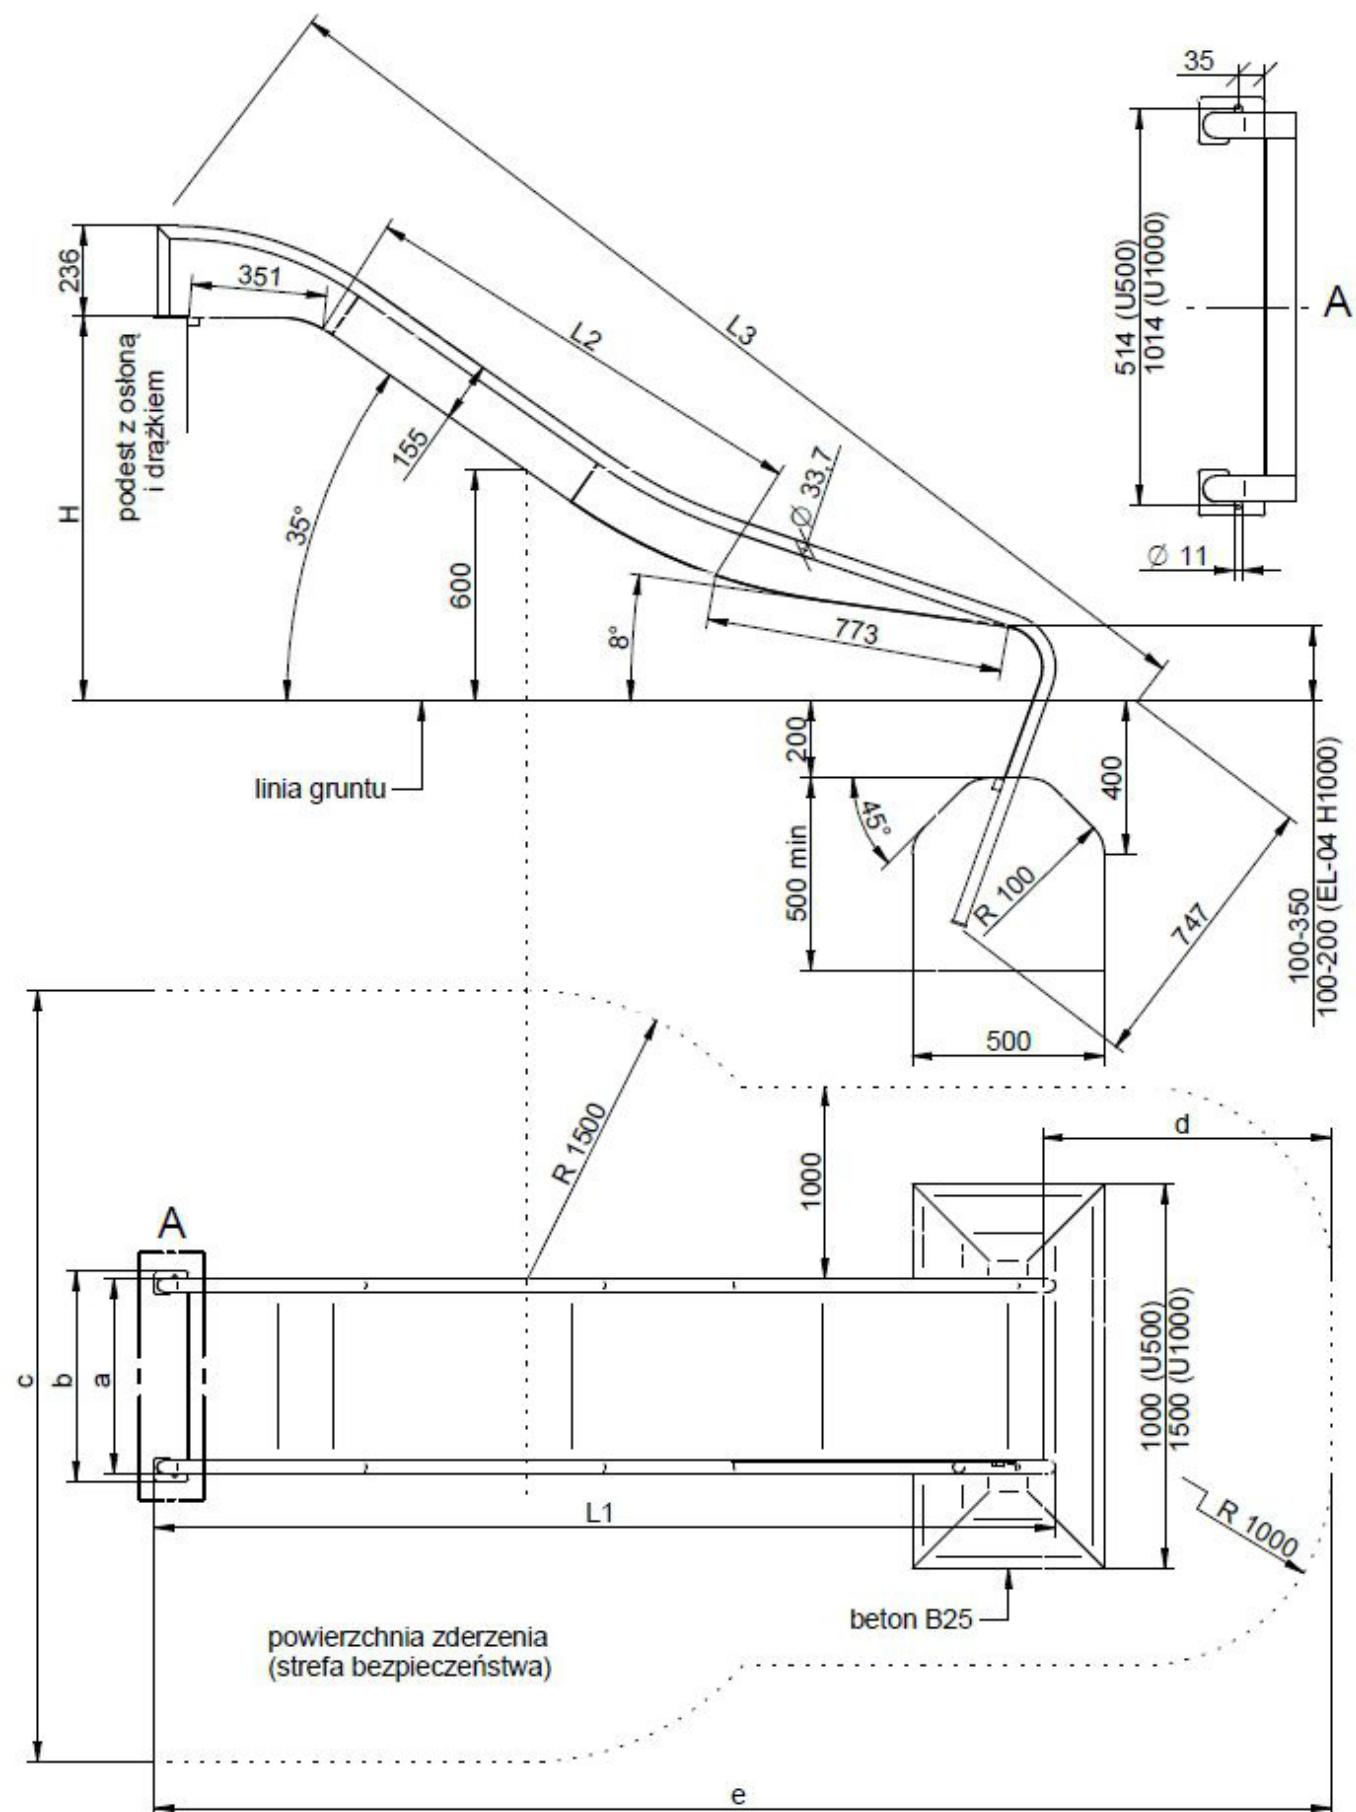 35
514 (U500)
1014 (U1000)
A
Ø 11
236
351
L2
L3
podest z osłoną
i drążkiem
H
35°
155
Ø 33,7
600
8°
773
linia gruntu
200
400
45°
500 min
R 100
747
100-350
100-200 (EL-04 H1000)
500
R 1500
1000
d
A
c
b
a
1000 (U500)
1500 (U1000)
L1
R 1000
beton B25
powierzchnia zderzenia
(strefa bezpieczeństwa)
e